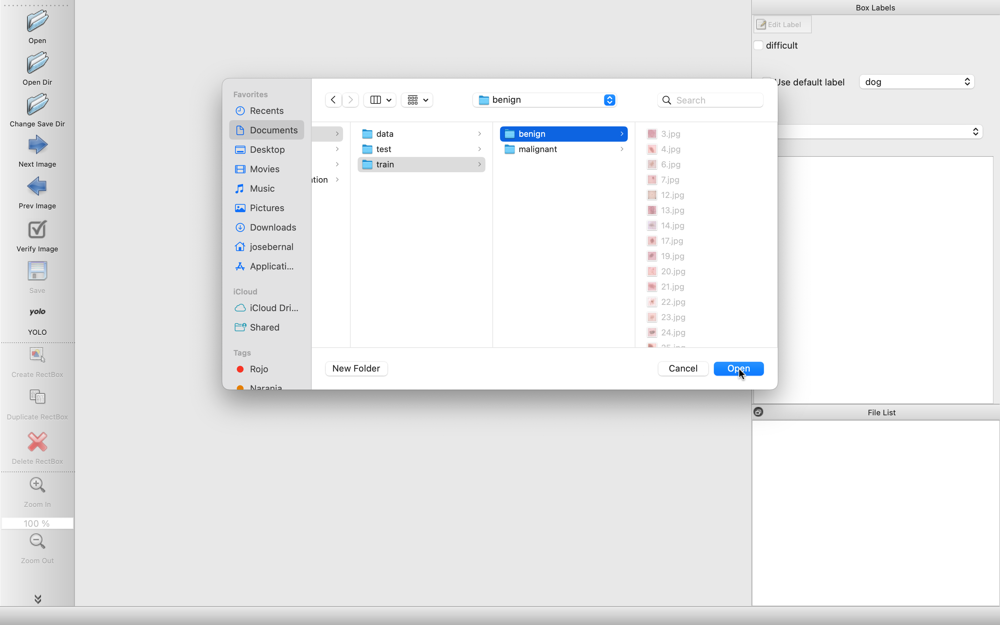 Open
Open Dir
Change Save Dir
Next Image
Prev Image
Verify Image
Save
yolo
YOLO
Create RectBox
Duplicate RectBox
Delete RectBox
Zoom In
100 %
Zoom Out
Favorites
Recents
Documents
Desktop
Movies
Music
Pictures
Downloads
josebernal
Applicati...
iCloud
iCloud Dri...
Shared
Tags
Rojo
Naranja
benign
Search
tion
data
test
train
benign
malignant
3.jpg
4.jpg
6.jpg
7.jpg
12.jpg
13.jpg
14.jpg
17.jpg
19.jpg
20.jpg
21.jpg
22.jpg
23.jpg
24.jpg
25.jpg
New Folder
Cancel
Open
Box Labels
Edit Label
difficult
Use default label
dog
File List